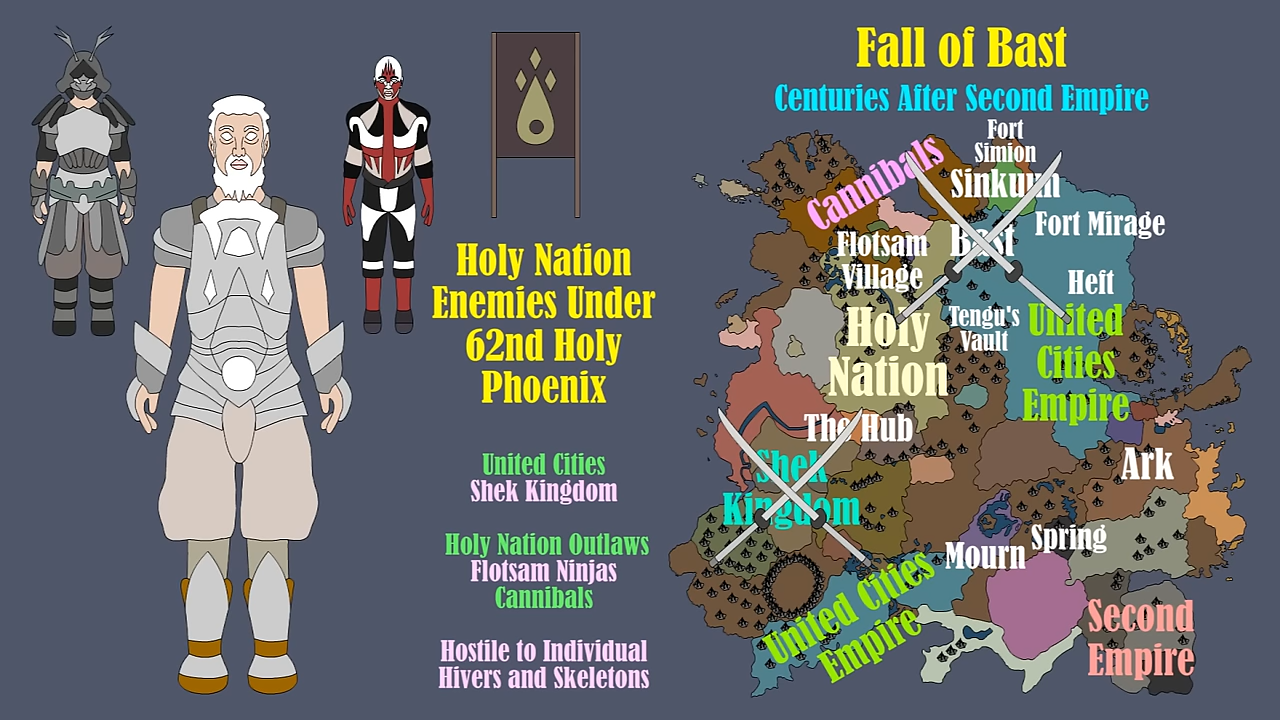 Holy Nation
Enemies Under
62nd Holy
Phoenix
United Cities
Shek Kingdom
Holy Nation Outlaws
Flotsam Ninjas
Cannibals
Hostile to Individual
Hivers and Skeletons
Fall of Bast
Centuries After Second Empire
Fort
Simion
Cannibals
Sinkuun
Fort Mirage
Flotsam
Village
Bast
Heft
Tengu's
Vault
Holy
Nation
United
Cities
Empire
The Hub
Shek
Kingdom
Ark
Spring
Mourn
United Cities
Empire
Second
Empire